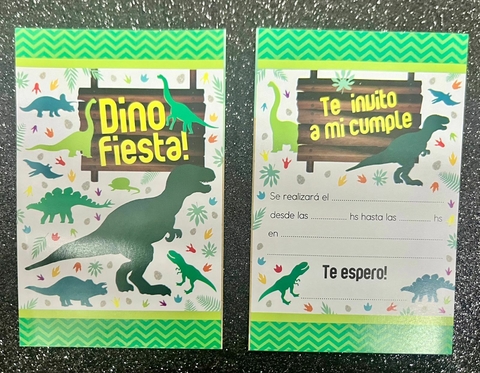 Dino
fiesta!
Te invito
a mi cumple
Se realizará el ........................
desde las ............ hs hasta las ............ hs
en ........................
Te espero!